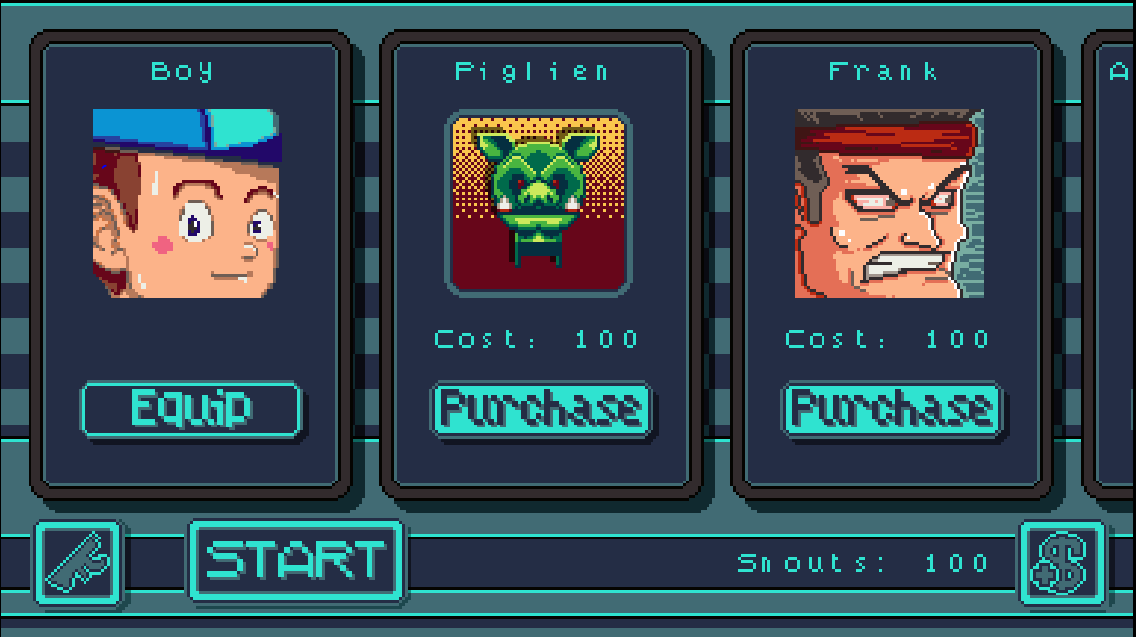 Boy
Piglien
Frank
A
Cost: 100
Cost: 100
Equip
Purchase
Purchase
START
Snouts: 100
+$